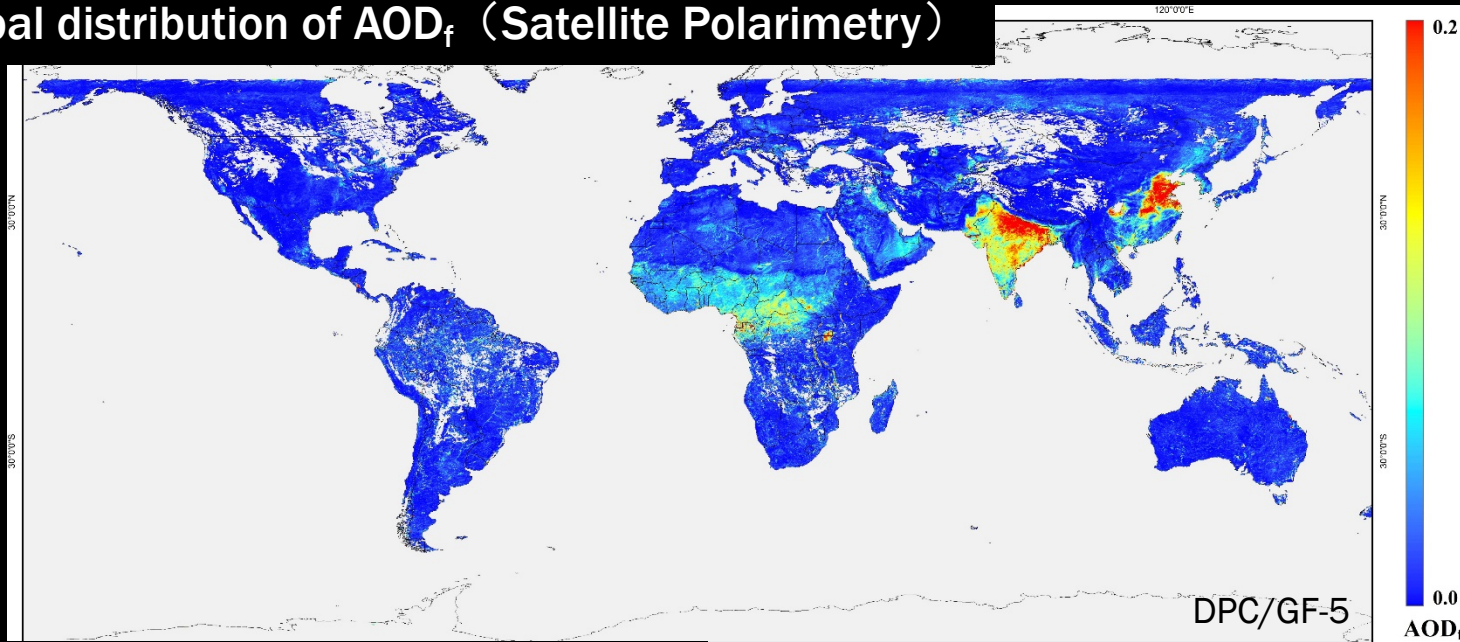 bal distribution of AODf（Satellite Polarimetry）
120°0'0"E
0.2
30°0'0"N
30°0'0"N
30°0'0"S
30°0'0"S
DPC/GF-5
0.0
AODf